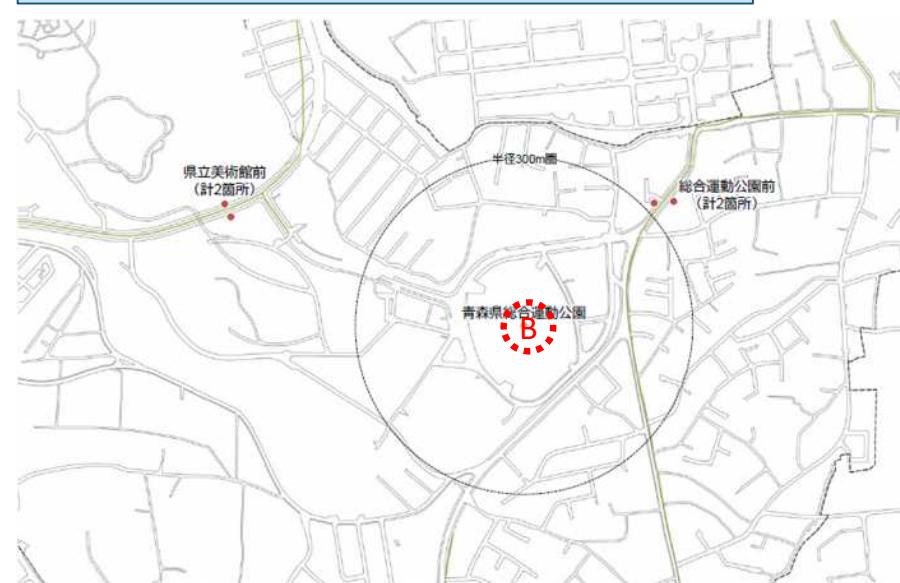 半径300m圏
県立美術館前
（計2箇所）
総合運動公園前
（計2箇所）
青森県総合運動公園
B